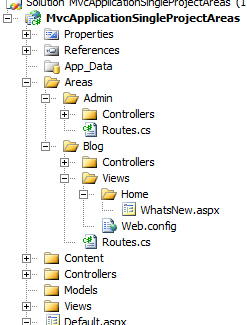 Solution MvcApplicationSingleProjectAreas (1
MvcApplicationSingleProjectAreas
Properties
References
App_Data
Areas
Admin
Controllers
Routes.cs
Blog
Controllers
Views
Home
WhatsNew.aspx
Web.config
Routes.cs
Content
Controllers
Models
Views
Default.aspx